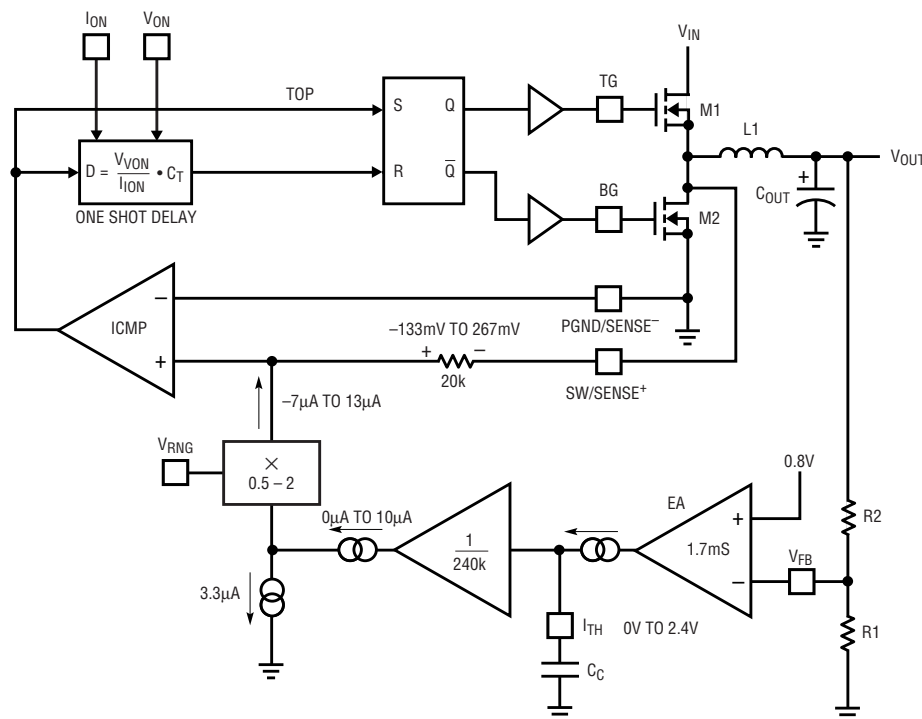 I_ON
V_ON
V_IN
TOP
TG
S
Q
M1
L1
V_OUT
D = V_VON / I_ION • C_T
R
Q̅
+
C_OUT
ONE SHOT DELAY
BG
M2
–
ICMP
PGND/SENSE⁻
–133mV TO 267mV
+
+
–
20k
SW/SENSE⁺
–7µA TO 13µA
V_RNG
×
0.5 – 2
0.8V
0µA TO 10µA
EA
+
R2
1
240k
1.7mS
V_FB
–
3.3µA
I_TH
0V TO 2.4V
R1
C_C